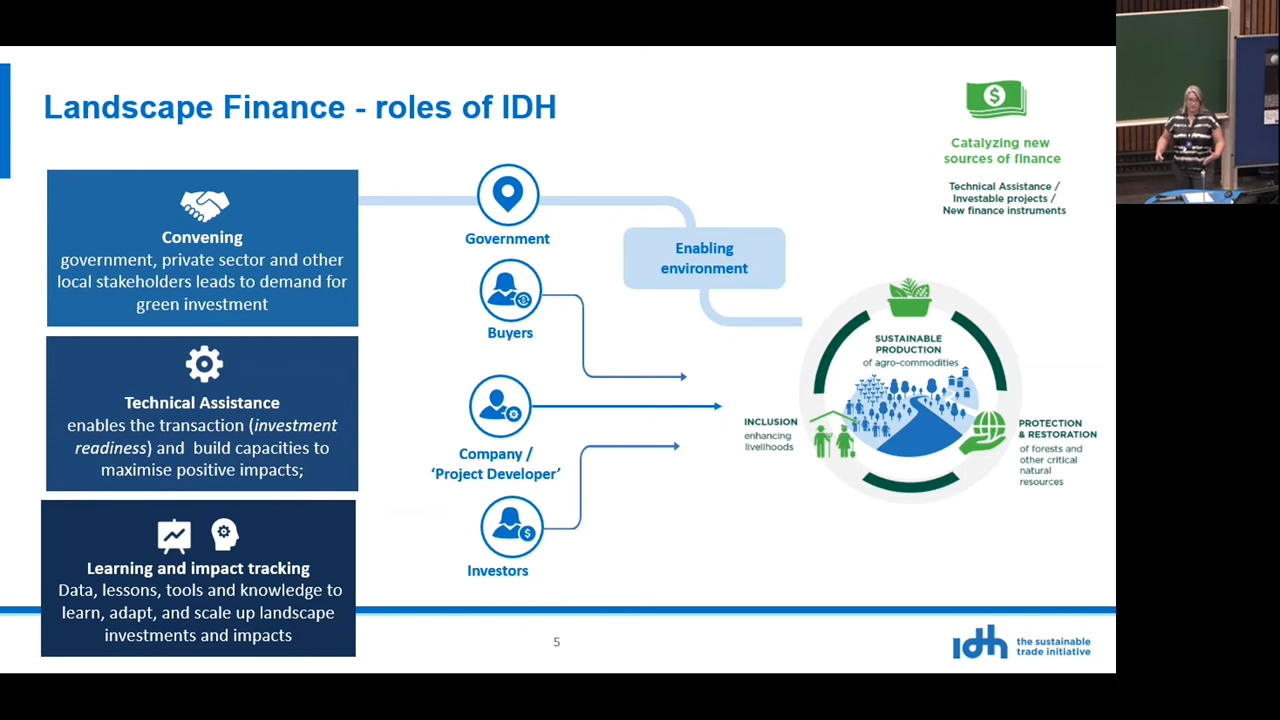 Landscape Finance - roles of IDH
Convening
government, private sector and other
local stakeholders leads to demand for
green investment
Technical Assistance
enables the transaction (investment
readiness) and build capacities to
maximise positive impacts;
Learning and impact tracking
Data, lessons, tools and knowledge to
learn, adapt, and scale up landscape
investments and impacts
Government
Buyers
Company /
‘Project Developer’
Investors
Enabling
environment
$
Catalyzing new
sources of finance
Technical Assistance /
Investable projects /
New finance instruments
SUSTAINABLE
PRODUCTION
of agro-commodities
INCLUSION
enhancing
livelihoods
PROTECTION
& RESTORATION
of forests and
other critical
natural
resources
$
5
idh the sustainable
trade initiative